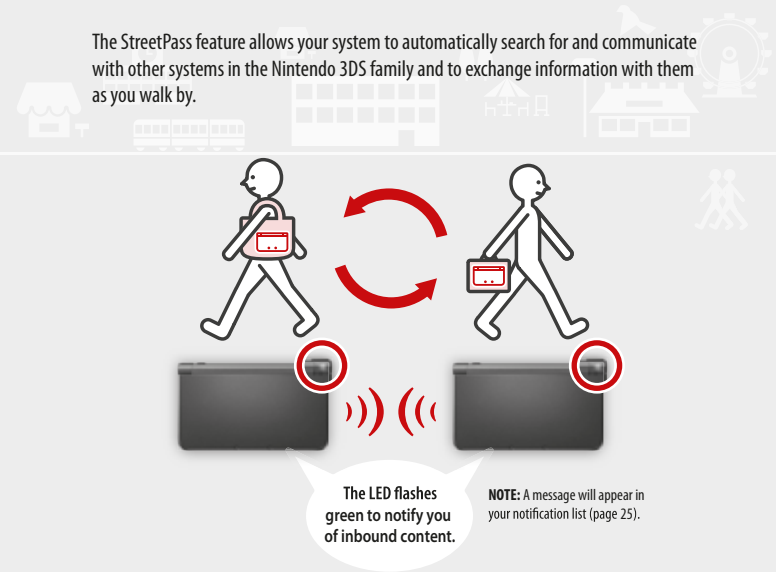 The StreetPass feature allows your system to automatically search for and communicate
with other systems in the Nintendo 3DS family and to exchange information with them
as you walk by.
The LED flashes
green to notify you
of inbound content.
NOTE: A message will appear in
your notification list (page 25).